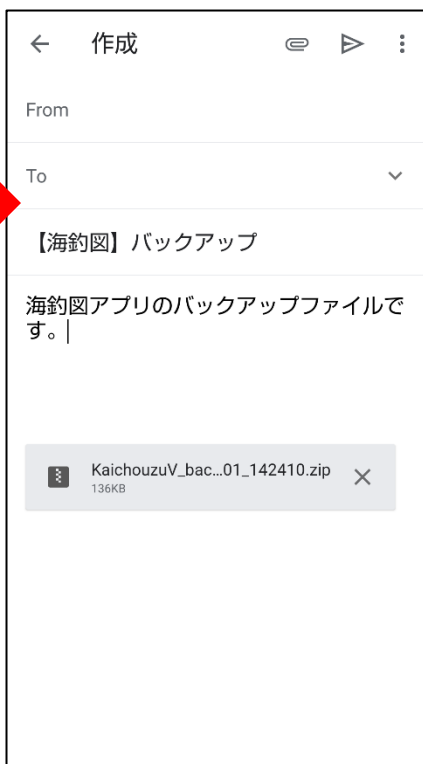 作成
From
To
【海釣図】バックアップ
海釣図アプリのバックアップファイルで
す。
KaichouzuV_bac...01_142410.zip
136KB